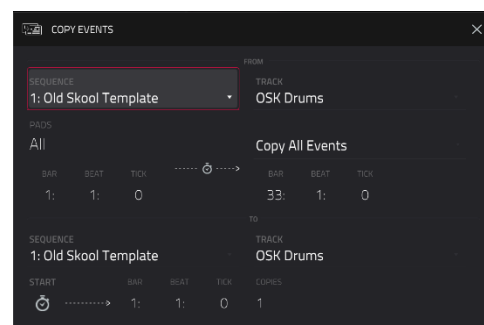 COPY EVENTS
FROM
SEQUENCE TRACK
1: Old Skool Template OSK Drums
PADS
All Copy All Events
BAR BEAT TICK BAR BEAT TICK
1: 1: 0 33: 1: 0
TO
SEQUENCE TRACK
1: Old Skool Template OSK Drums
START BAR BEAT TICK COPIES
1: 1: 0 1